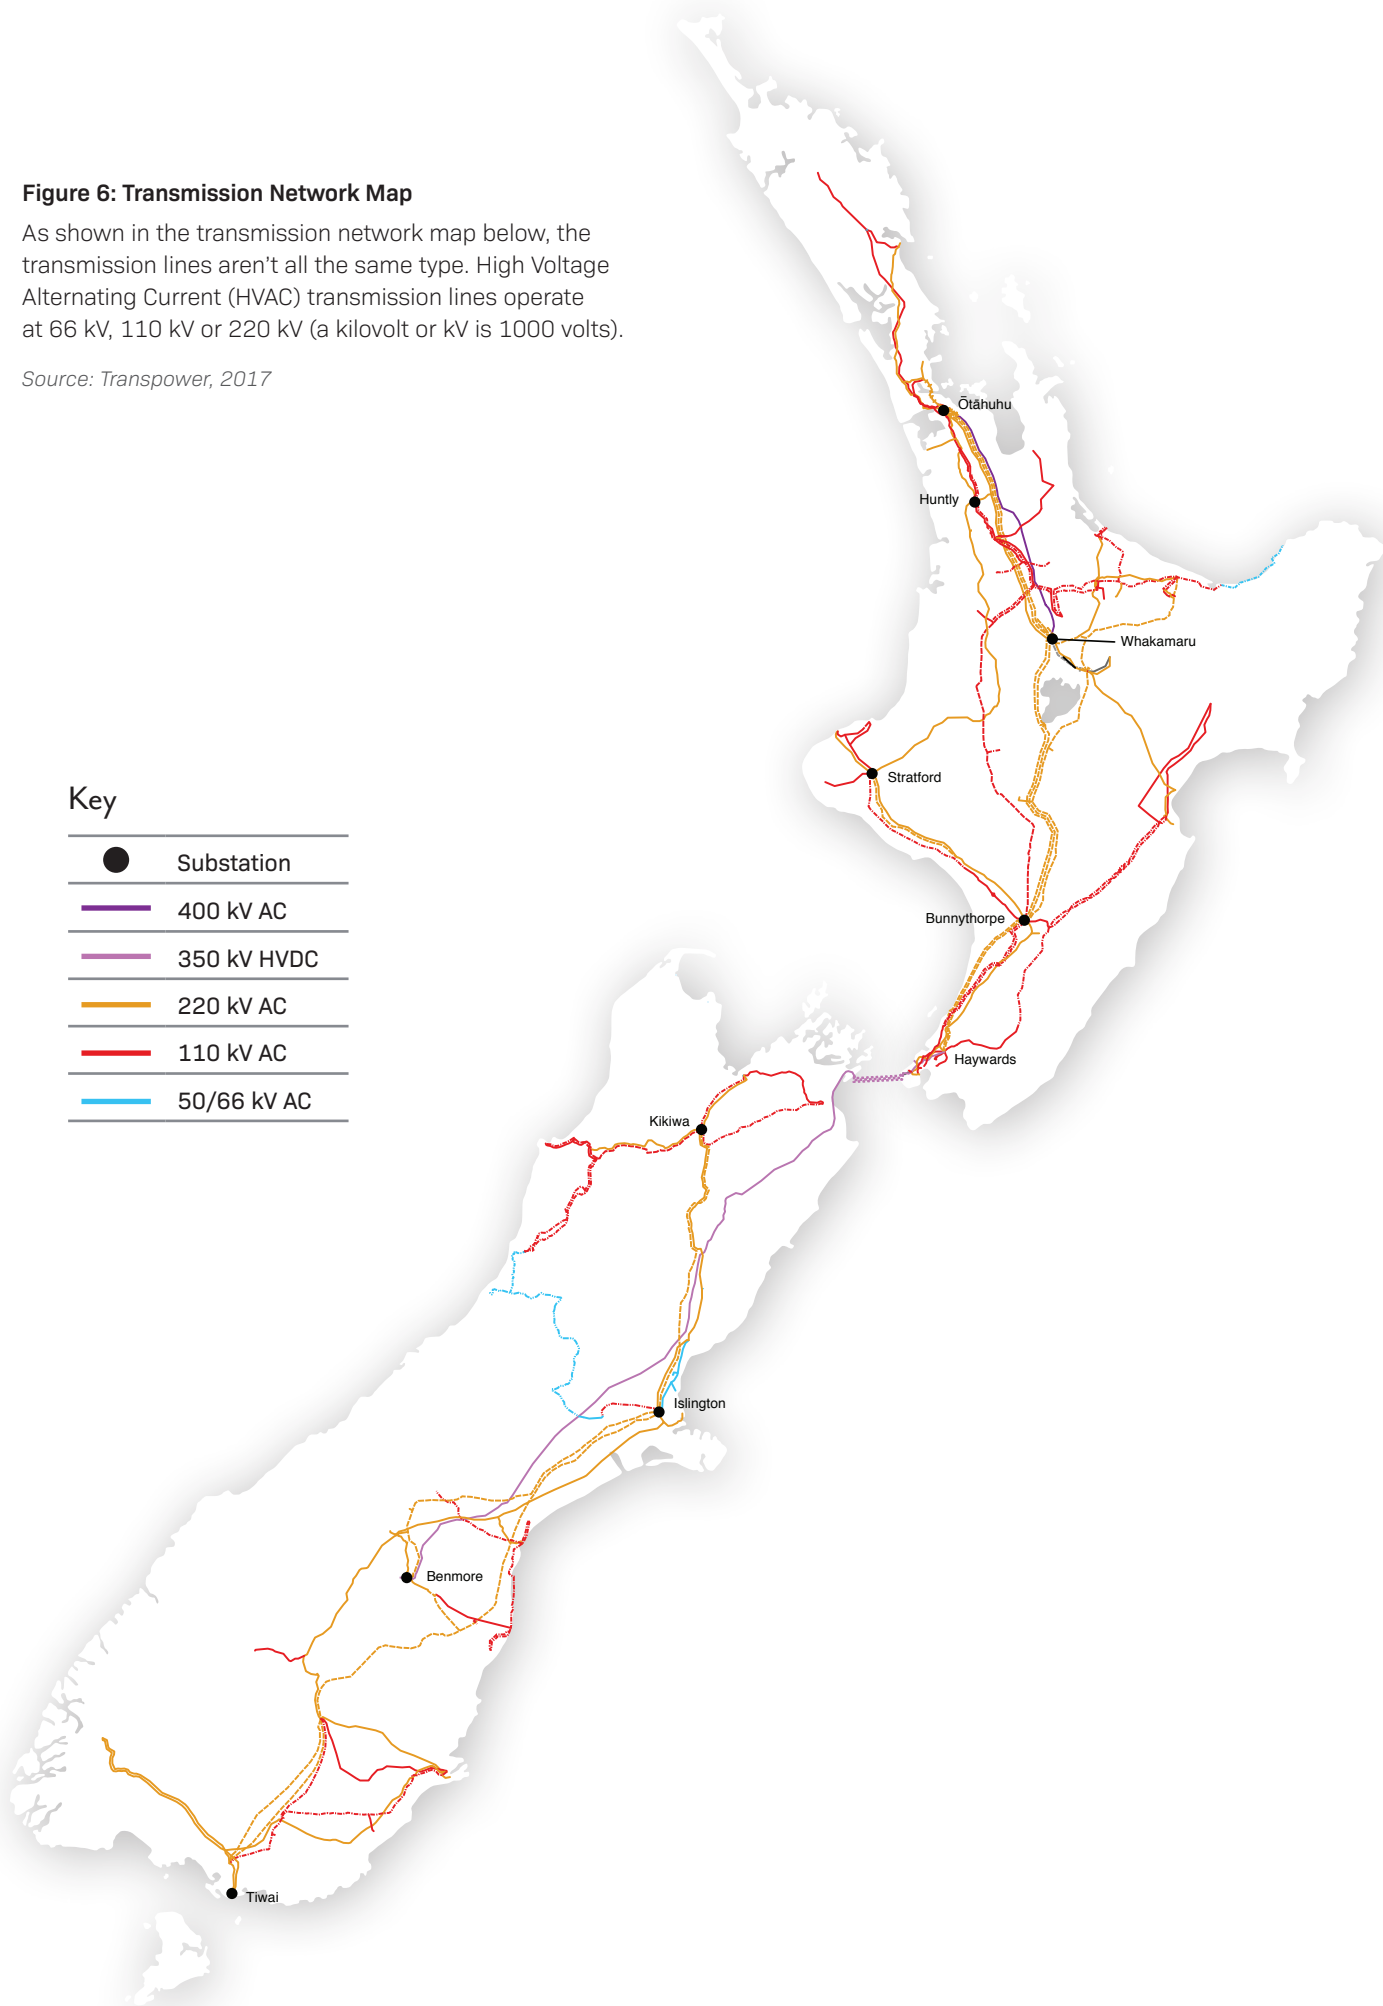 Figure 6: Transmission Network Map
As shown in the transmission network map below, the
transmission lines aren’t all the same type. High Voltage
Alternating Current (HVAC) transmission lines operate
at 66 kV, 110 kV or 220 kV (a kilovolt or kV is 1000 volts).
Source: Transpower, 2017
Ōtāhuhu
Huntly
Whakamaru
Stratford
Key
Substation
400 kV AC
350 kV HVDC
220 kV AC
110 kV AC
50/66 kV AC
Bunnythorpe
Haywards
Kikiwa
Islington
Benmore
Tiwai